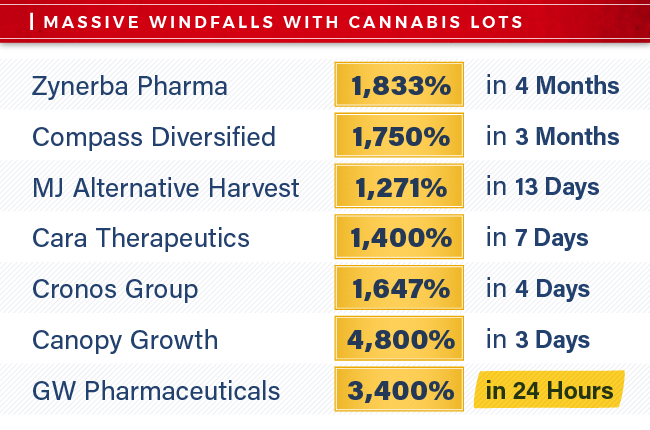 MASSIVE WINDFALLS WITH CANNABIS LOTS
Zynerba Pharma 1,833% in 4 Months
Compass Diversified 1,750% in 3 Months
MJ Alternative Harvest 1,271% in 13 Days
Cara Therapeutics 1,400% in 7 Days
Cronos Group 1,647% in 4 Days
Canopy Growth 4,800% in 3 Days
GW Pharmaceuticals 3,400% in 24 Hours